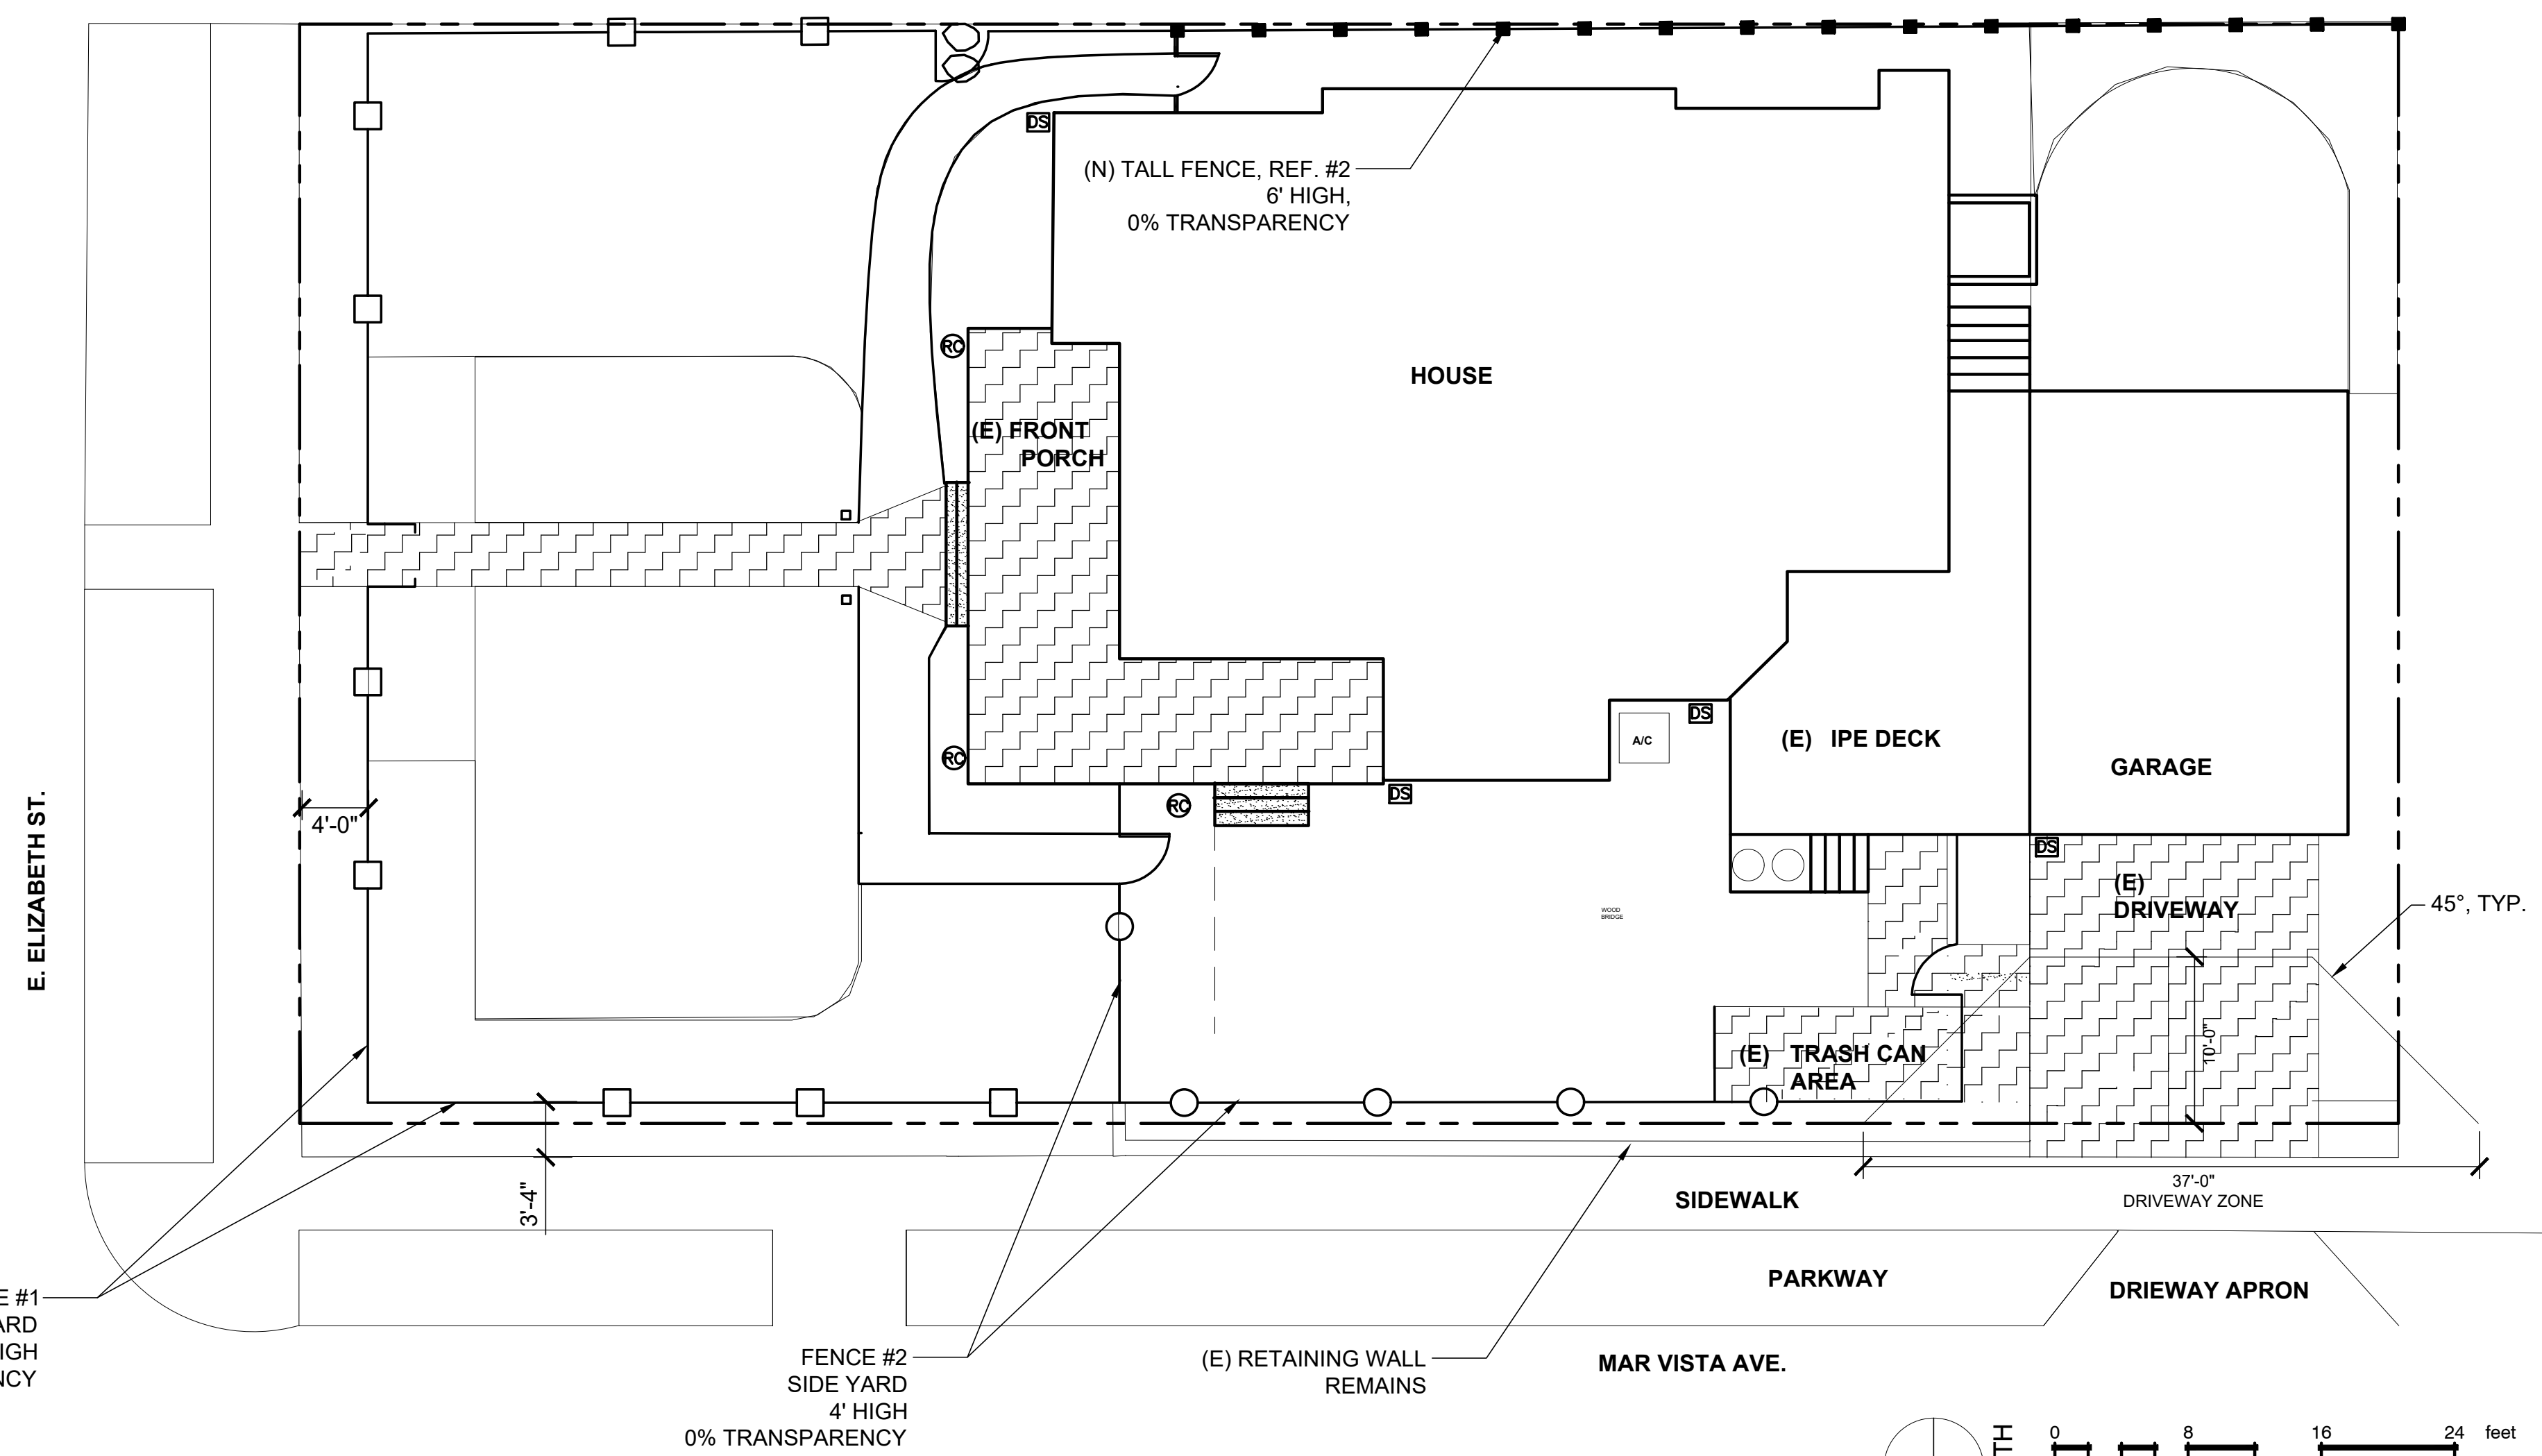 DS
(N) TALL FENCE, REF. #2
6' HIGH,
0% TRANSPARENCY
RC
HOUSE
(E) FRONT
PORCH
DS
A/C
(E) IPE DECK
GARAGE
RC
RC
DS
4'-0"
E. ELIZABETH ST.
DS
(E)
DRIVEWAY
45°, TYP.
WOOD
BRIDGE
10'-0"
(E) TRASH CAN
AREA
3'-4"
37'-0"
DRIVEWAY ZONE
SIDEWALK
PARKWAY
DRIEWAY APRON
E #1
ARD
IGH
NCY
FENCE #2
SIDE YARD
4' HIGH
0% TRANSPARENCY
(E) RETAINING WALL
REMAINS
MAR VISTA AVE.
TH
0 8 16 24 feet